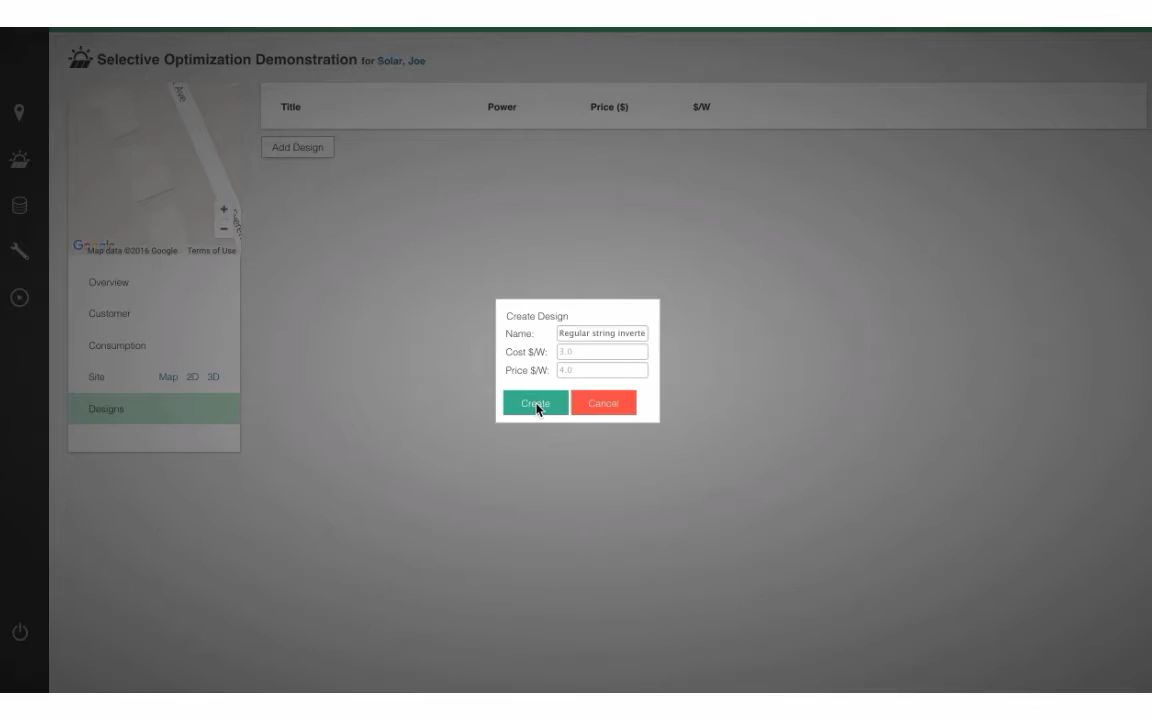 Selective Optimization Demonstration for Solar, Joe
Ave
Title Power Price ($) $/W
Add Design
+
−
Google
Map data ©2016 Google Terms of Use
Overview
Customer
Consumption
Site Map 2D 3D
Designs
Create Design
Name: Regular string inverte
Cost $/W: 3.0
Price $/W: 4.0
Create Cancel